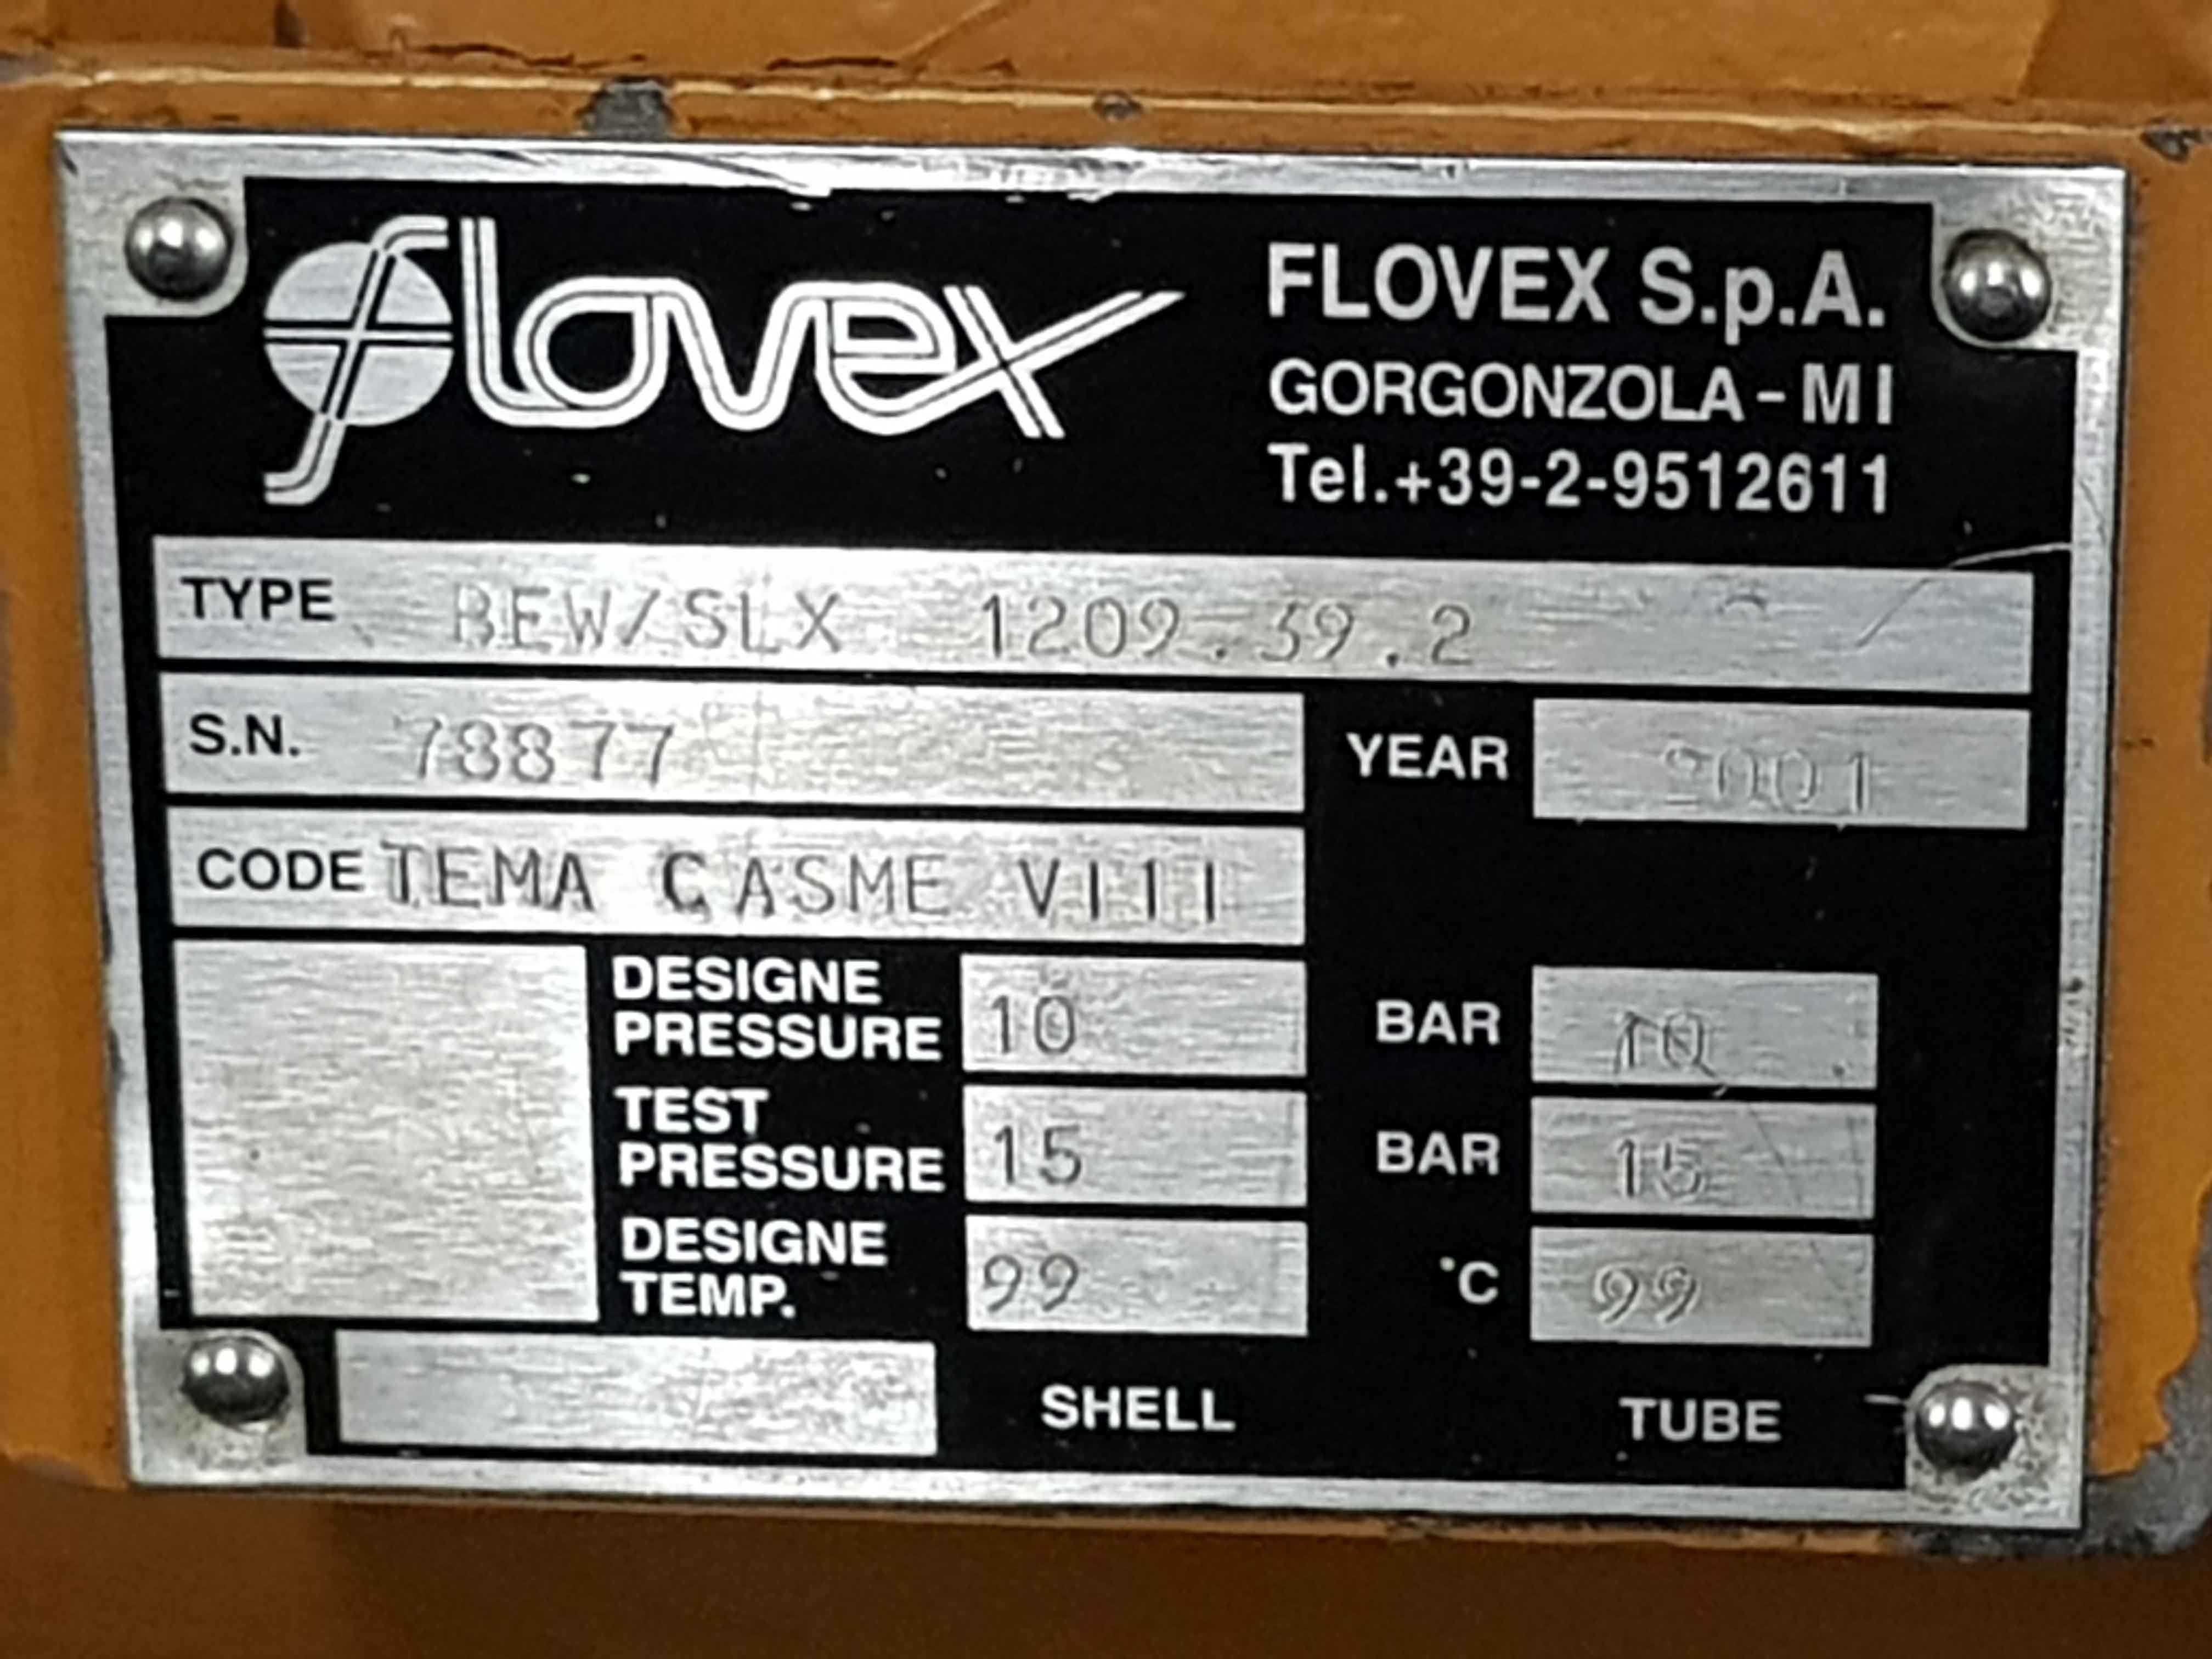 flovex
FLOVEX S.p.A.
GORGONZOLA - MI
Tel.+39-2-9512611
TYPE BEW/SLX 1209.39.2
S.N. 78877
YEAR 2001
CODE TEMA C ASME VIII
DESIGNE PRESSURE 10 BAR 10
TEST PRESSURE 15 BAR 15
DESIGNE TEMP. 99 °C 99
SHELL TUBE